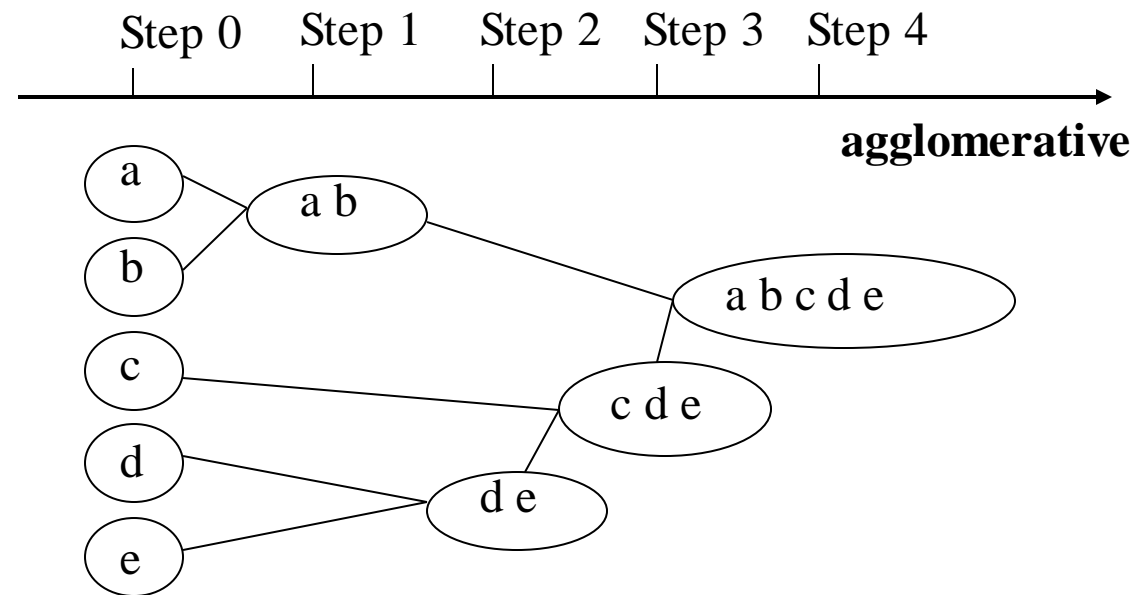 Step 0 Step 1 Step 2 Step 3 Step 4
agglomerative
a
a b
b
a b c d e
c
c d e
d
d e
e